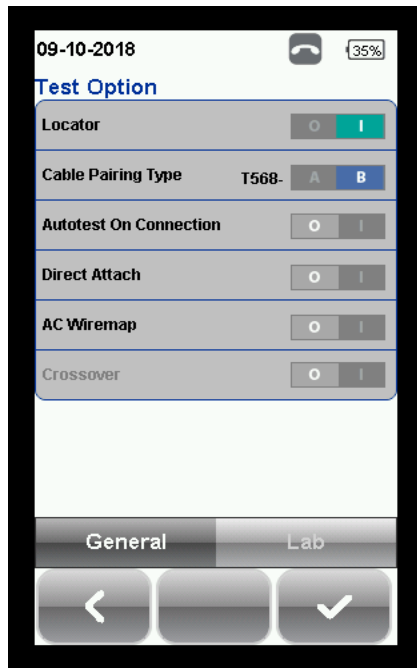 09-10-2018 35%
Test Option
Locator O I
Cable Pairing Type T568- A B
Autotest On Connection O I
Direct Attach O I
AC Wiremap O I
Crossover O I
General Lab